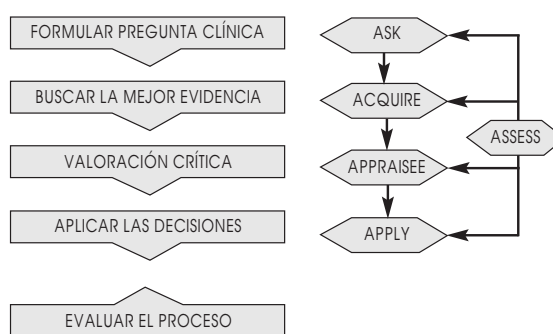 FORMULAR PREGUNTA CLÍNICA
BUSCAR LA MEJOR EVIDENCIA
VALORACIÓN CRÍTICA
APLICAR LAS DECISIONES
EVALUAR EL PROCESO
ASK
ACQUIRE
APPRAISEE
APPLY
ASSESS